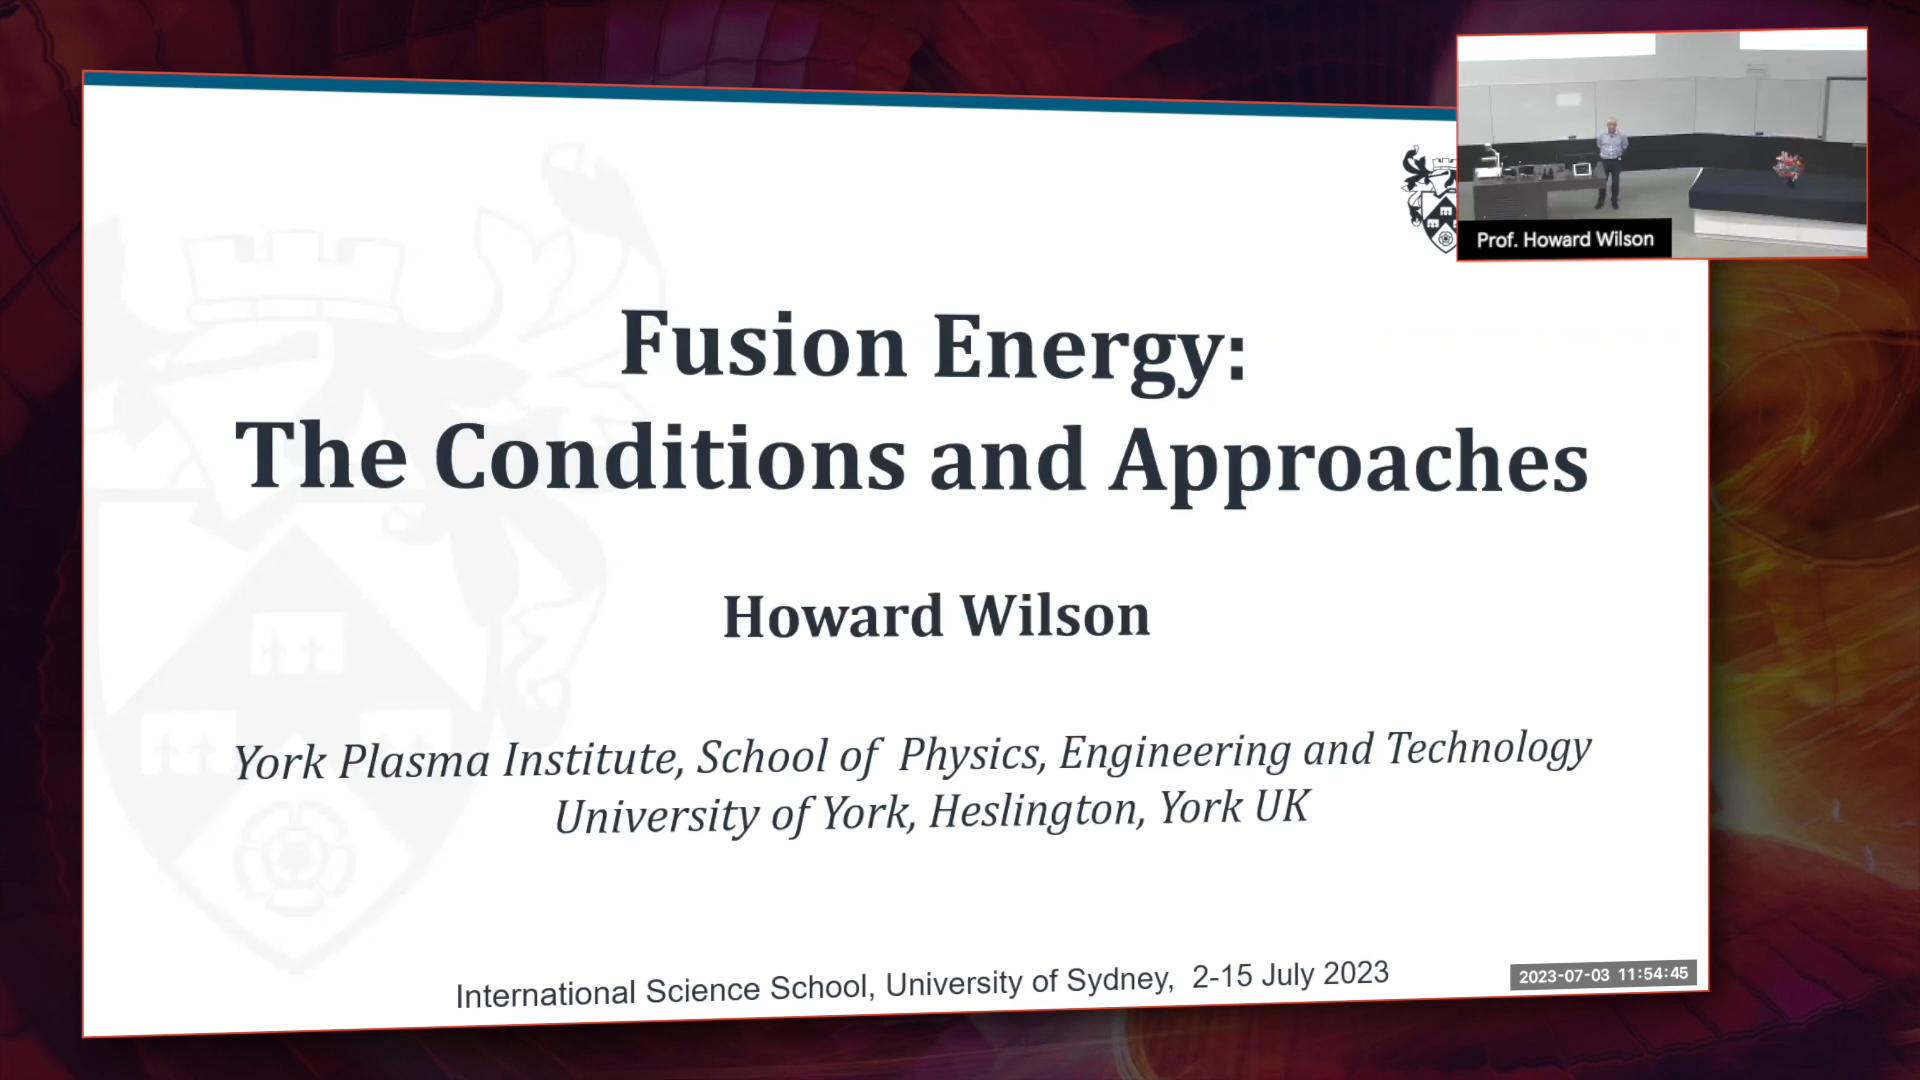 Prof. Howard Wilson
Fusion Energy:
The Conditions and Approaches
Howard Wilson
York Plasma Institute, School of Physics, Engineering and Technology
University of York, Heslington, York UK
International Science School, University of Sydney, 2-15 July 2023
2023-07-03 11:54:45